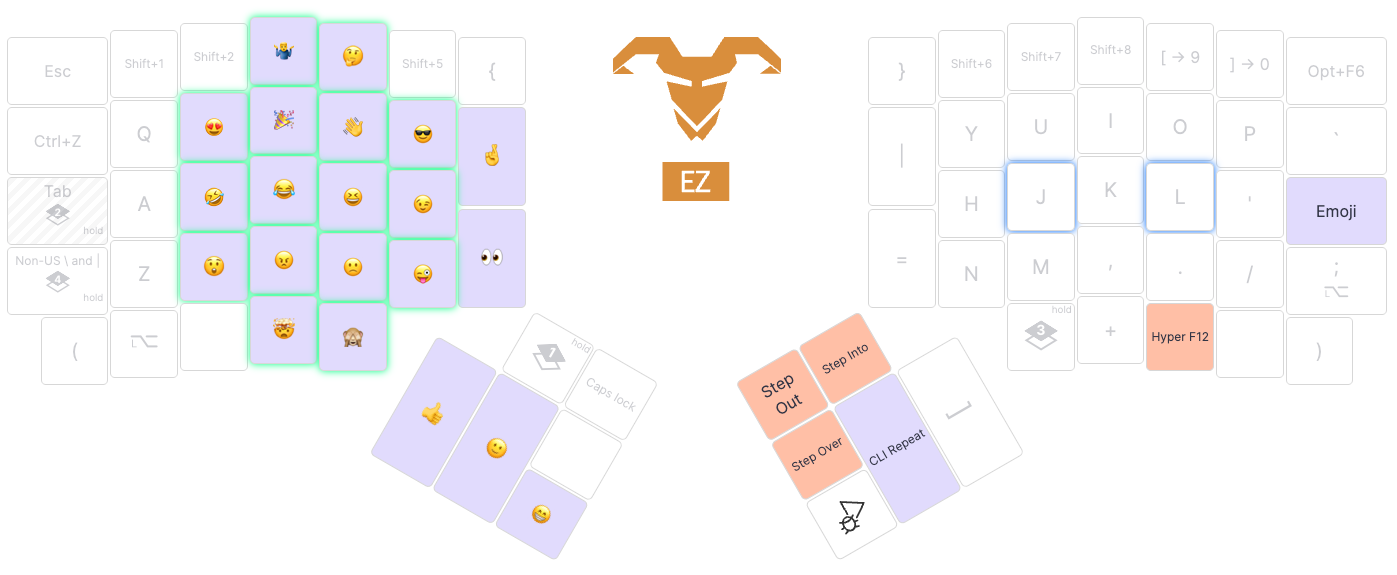 Esc
Shift+1
Shift+2
Shift+5
{
Ctrl+Z
Q
Tab
2
hold
A
Non-US \ and |
4
hold
Z
(
⌥
1
hold
Caps lock
EZ
}
Shift+6
Shift+7
Shift+8
[ → 9
] → 0
Opt+F6
|
Y
U
I
O
P
`
H
J
K
L
'
Emoji
=
N
M
,
.
/
;
⌥
hold
3
+
Hyper F12
)
Step
Out
Step Into
Step Over
CLI Repeat